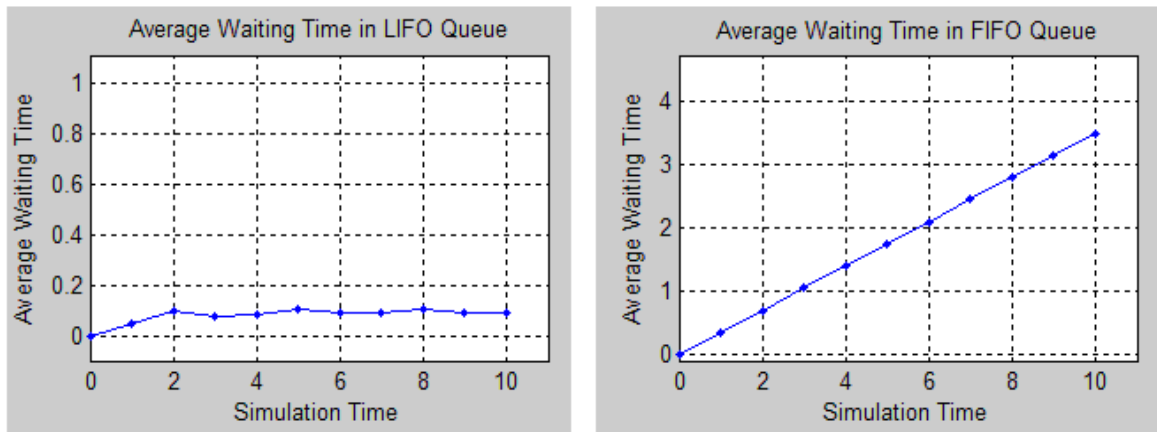 Average Waiting Time in LIFO Queue
1
0.8
0.6
0.4
0.2
0
Average Waiting Time
0 2 4 6 8 10
Simulation Time
Average Waiting Time in FIFO Queue
4
3
2
1
0
Average Waiting Time
0 2 4 6 8 10
Simulation Time